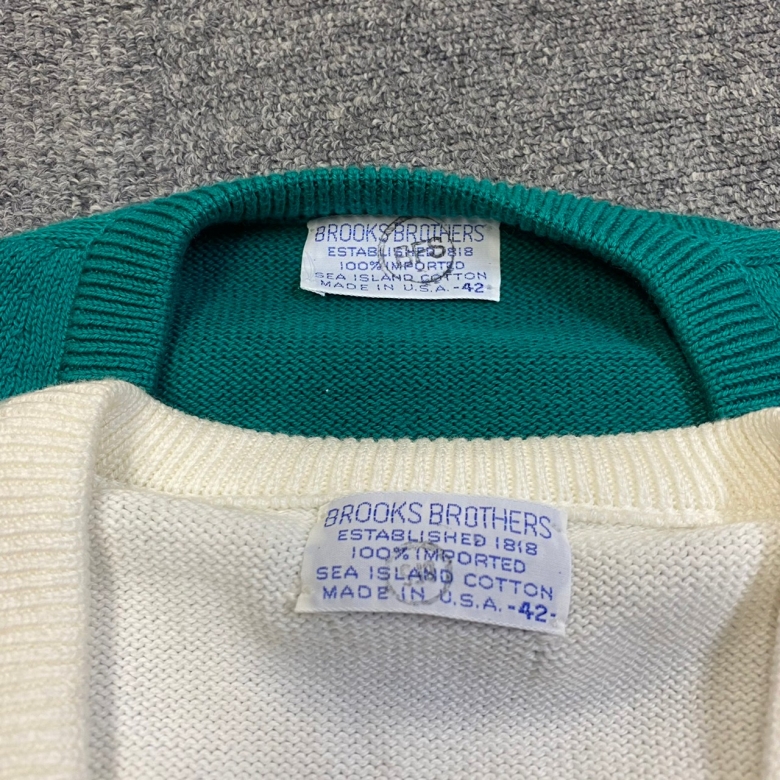 BROOKS BROTHERS
ESTABLISHED 1818
100% IMPORTED
SEA ISLAND COTTON
MADE IN U.S.A. -42-
BROOKS BROTHERS
ESTABLISHED 1818
100% IMPORTED
SEA ISLAND COTTON
MADE IN U.S.A. -42-